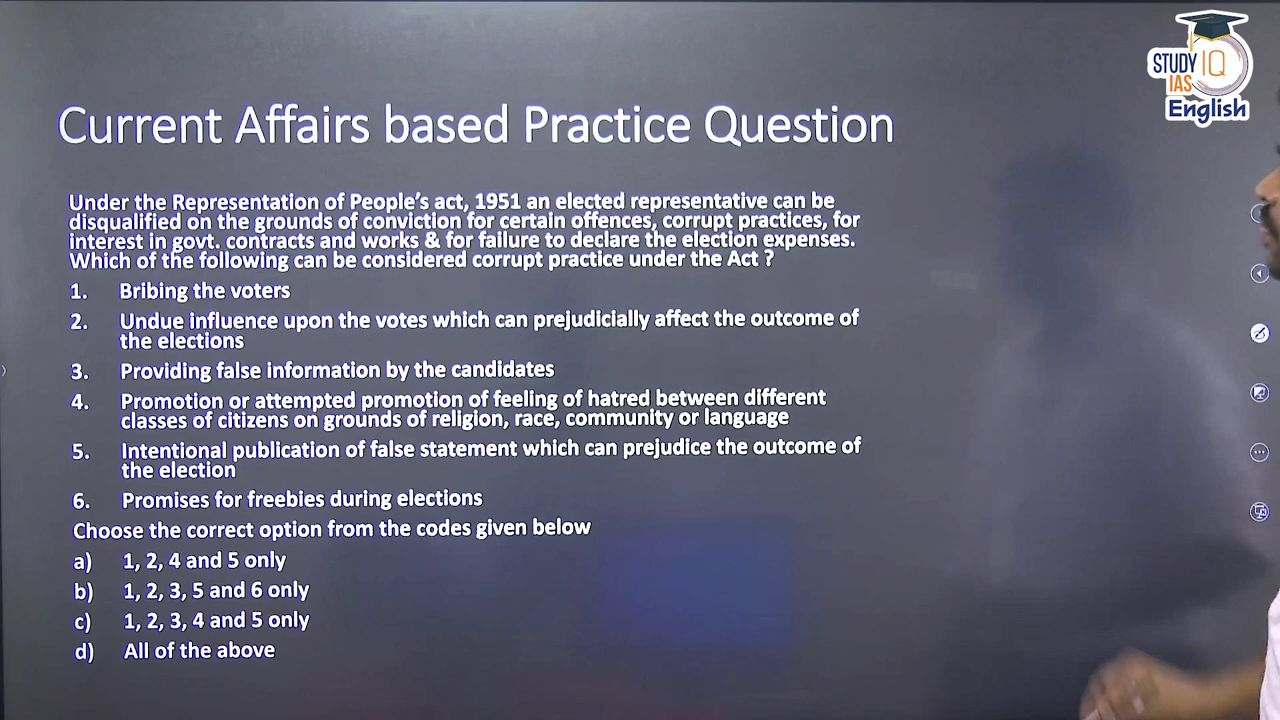 STUDY IQ
IAS
English
Current Affairs based Practice Question
Under the Representation of People's act, 1951 an elected representative can be
disqualified on the grounds of conviction for certain offences, corrupt practices, for
interest in govt. contracts and works & for failure to declare the election expenses.
Which of the following can be considered corrupt practice under the Act ?
1. Bribing the voters
2. Undue influence upon the votes which can prejudicially affect the outcome of
the elections
3. Providing false information by the candidates
4. Promotion or attempted promotion of feeling of hatred between different
classes of citizens on grounds of religion, race, community or language
5. Intentional publication of false statement which can prejudice the outcome of
the election
6. Promises for freebies during elections
Choose the correct option from the codes given below
a) 1, 2, 4 and 5 only
b) 1, 2, 3, 5 and 6 only
c) 1, 2, 3, 4 and 5 only
d) All of the above